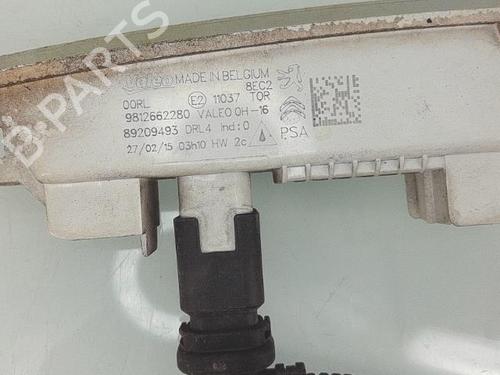 B-PARTS
Valeo MADE IN BELGIUM
8EC2
00RL E2 11037 TOR
9812662280 VALEO 0H-16
89209493 DRL4 Ind:0
27/02/15 03h10 HW 2c PSA